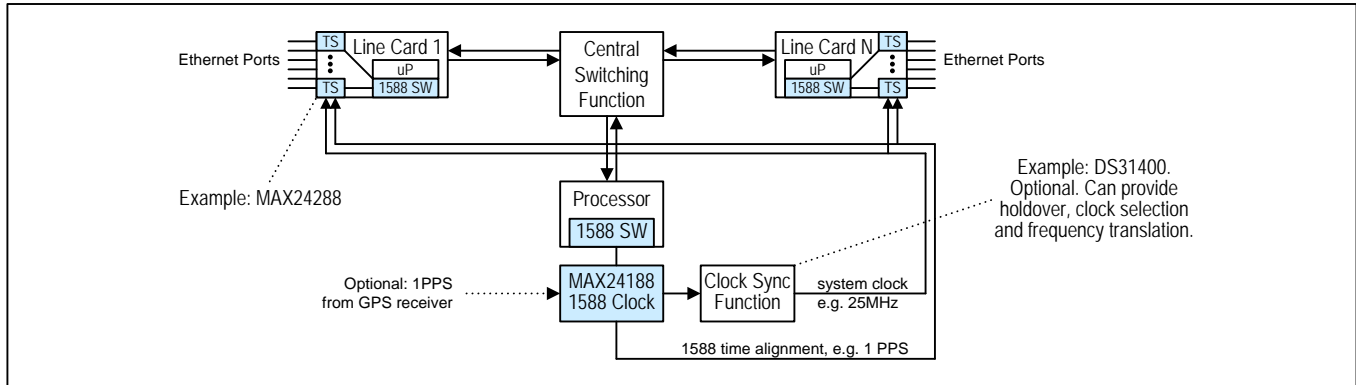 Ethernet Ports
TS
TS
Line Card 1
uP
1588 SW
Central
Switching
Function
Line Card N
uP
1588 SW
TS
TS
Ethernet Ports
Example: MAX24288
Processor
1588 SW
Example: DS31400.
Optional. Can provide
holdover, clock selection
and frequency translation.
Optional: 1PPS
from GPS receiver
MAX24188
1588 Clock
Clock Sync
Function
system clock
e.g. 25MHz
1588 time alignment, e.g. 1 PPS